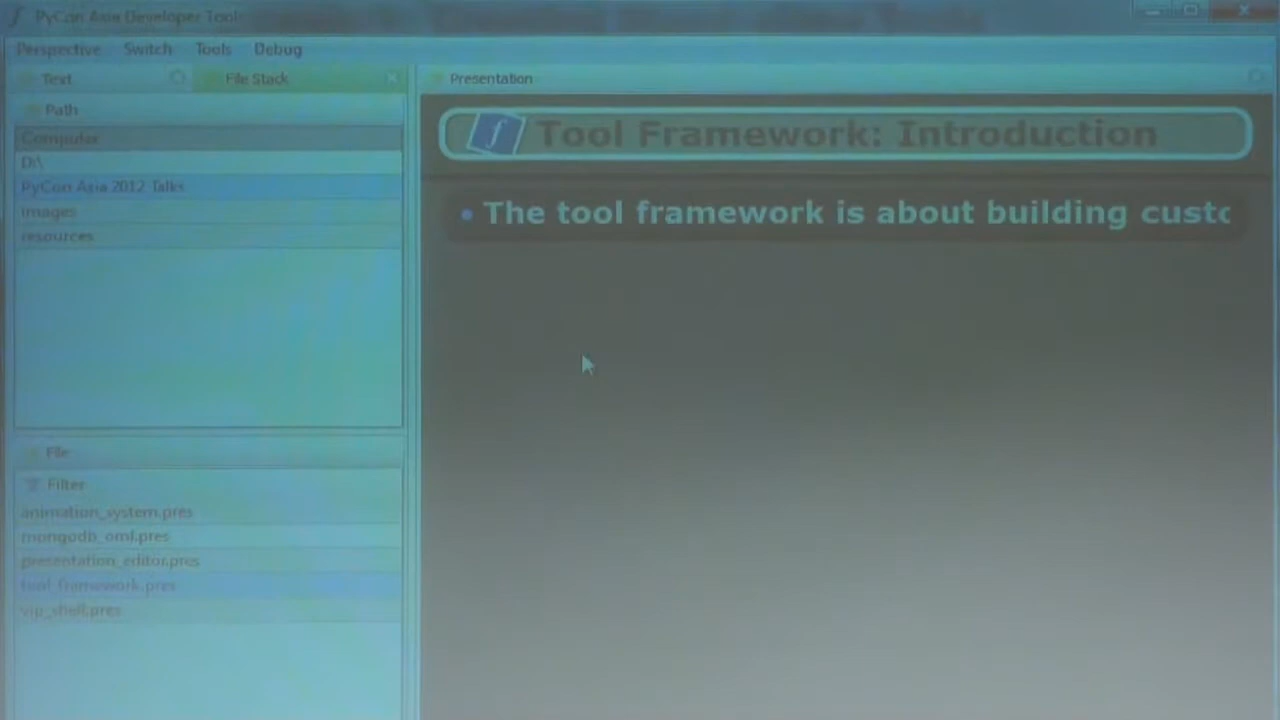 PyCon Asia Developer Tool
Perspective Switch Tools Debug
Text File Stack
Path
Computer
D:\
PyCon Asia 2012 Talks
images
resources
File
Filter
animation_system.pres
mongodb_omf.pres
presentation_editor.pres
tool_framework.pres
vip_shell.pres
Presentation
Tool Framework: Introduction
• The tool framework is about building custo